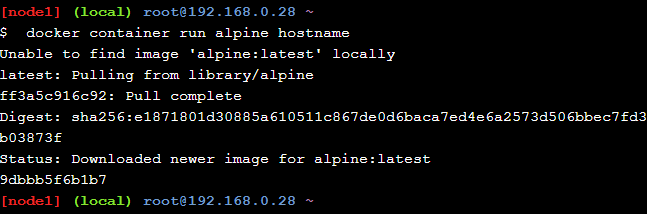 [node1] (local) root@192.168.0.28 ~
$  docker container run alpine hostname
Unable to find image 'alpine:latest' locally
latest: Pulling from library/alpine
ff3a5c916c92: Pull complete
Digest: sha256:e1871801d30885a610511c867de0d6baca7ed4e6a2573d506bbec7fd3
b03873f
Status: Downloaded newer image for alpine:latest
9dbbb5f6b1b7
[node1] (local) root@192.168.0.28 ~